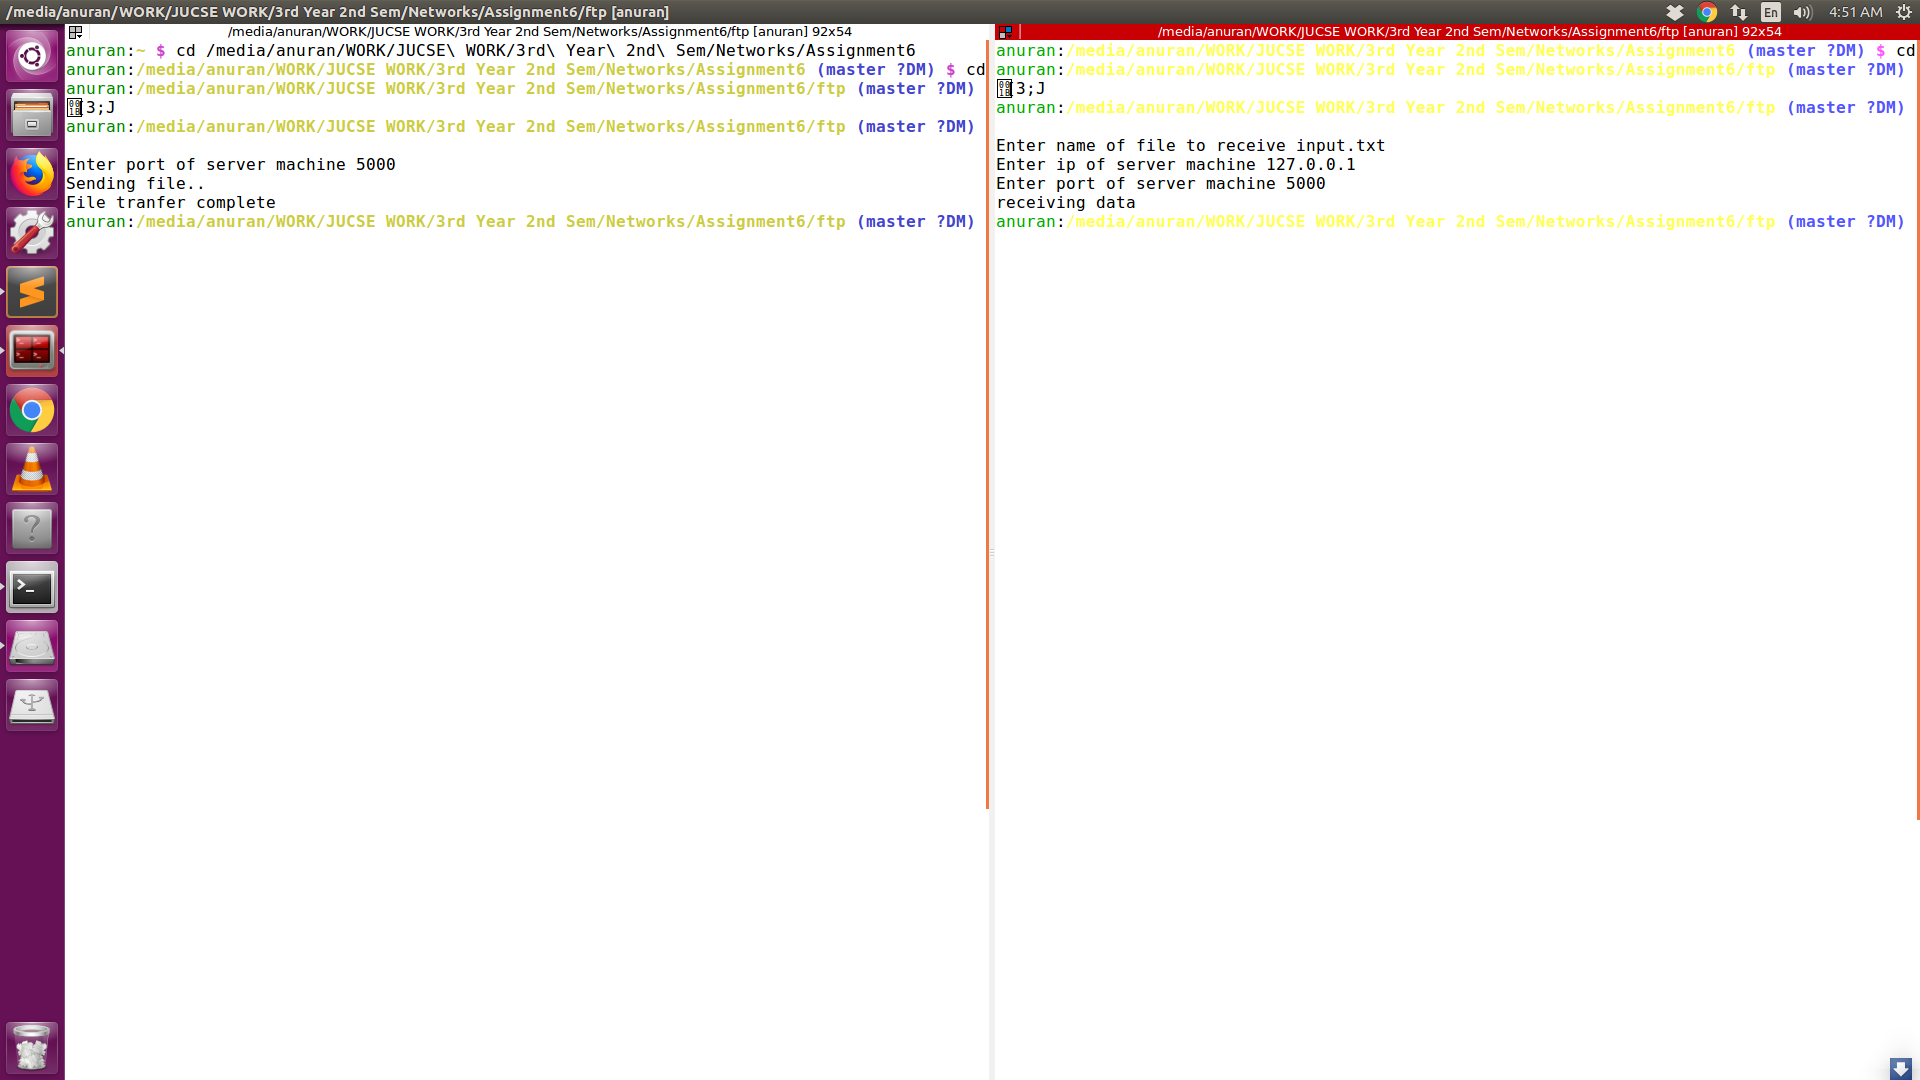 /media/anuran/WORK/JUCSE WORK/3rd Year 2nd Sem/Networks/Assignment6/ftp [anuran]
En
4:51 AM
/media/anuran/WORK/JUCSE WORK/3rd Year 2nd Sem/Networks/Assignment6/ftp [anuran] 92x54
anuran:~ $ cd /media/anuran/WORK/JUCSE\ WORK/3rd\ Year\ 2nd\ Sem/Networks/Assignment6
anuran:/media/anuran/WORK/JUCSE WORK/3rd Year 2nd Sem/Networks/Assignment6 (master ?DM) $ cd
anuran:/media/anuran/WORK/JUCSE WORK/3rd Year 2nd Sem/Networks/Assignment6/ftp (master ?DM)
3;J
anuran:/media/anuran/WORK/JUCSE WORK/3rd Year 2nd Sem/Networks/Assignment6/ftp (master ?DM)
Enter port of server machine 5000
Sending file..
File tranfer complete
anuran:/media/anuran/WORK/JUCSE WORK/3rd Year 2nd Sem/Networks/Assignment6/ftp (master ?DM)
/media/anuran/WORK/JUCSE WORK/3rd Year 2nd Sem/Networks/Assignment6/ftp [anuran] 92x54
anuran:/media/anuran/WORK/JUCSE WORK/3rd Year 2nd Sem/Networks/Assignment6 (master ?DM) $ cd
anuran:/media/anuran/WORK/JUCSE WORK/3rd Year 2nd Sem/Networks/Assignment6/ftp (master ?DM)
3;J
anuran:/media/anuran/WORK/JUCSE WORK/3rd Year 2nd Sem/Networks/Assignment6/ftp (master ?DM)
Enter name of file to receive input.txt
Enter ip of server machine 127.0.0.1
Enter port of server machine 5000
receiving data
anuran:/media/anuran/WORK/JUCSE WORK/3rd Year 2nd Sem/Networks/Assignment6/ftp (master ?DM)